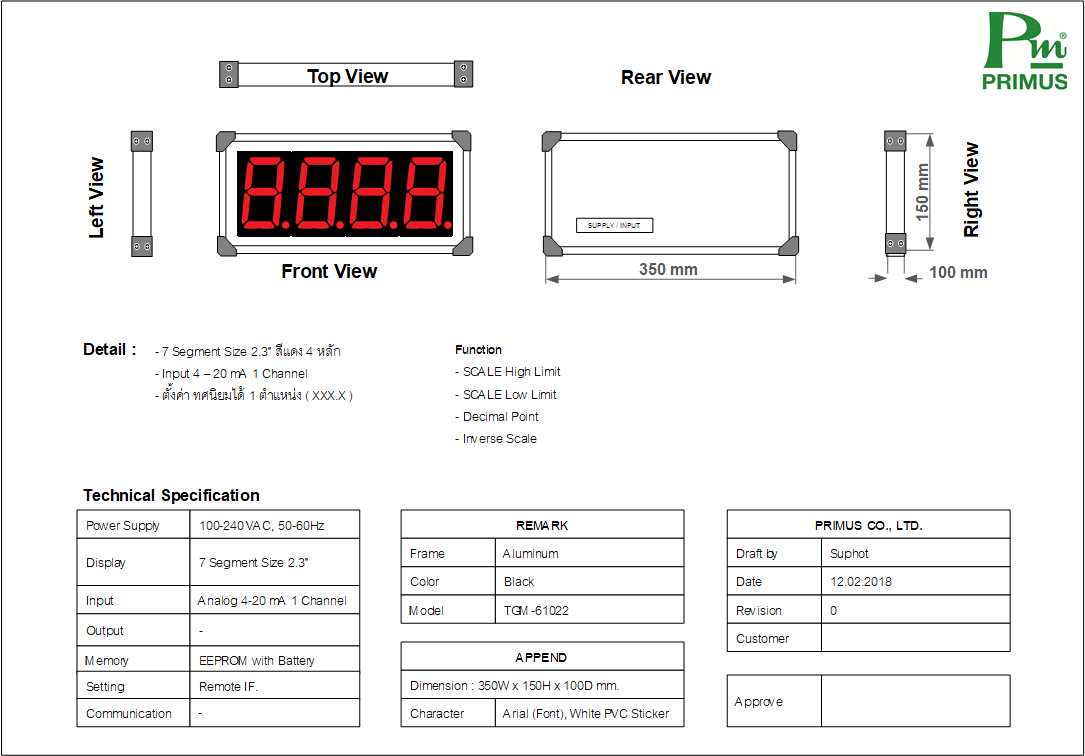 Pm®
PRIMUS
Top View
Rear View
Left View
8.8.8.8.
Front View
SUPPLY / INPUT
350 mm
150 mm
Right View
100 mm
Detail :
- 7 Segment Size 2.3" สีแดง 4 หลัก
- Input 4 – 20 mA 1 Channel
- ตั้งค่า ทศนิยมได้ 1 ตำแหน่ง ( XXX.X )
Function
- SCALE High Limit
- SCALE Low Limit
- Decimal Point
- Inverse Scale
Technical Specification
Power Supply 100-240 VAC, 50-60Hz
Display 7 Segment Size 2.3"
Input Analog 4-20 mA 1 Channel
Output -
Memory EEPROM with Battery
Setting Remote IF.
Communication -
REMARK
Frame Aluminum
Color Black
Model TGM-61022
APPEND
Dimension : 350W x 150H x 100D mm.
Character Arial (Font), White PVC Sticker
PRIMUS CO., LTD.
Draft by Suphot
Date 12.02.2018
Revision 0
Customer
Approve